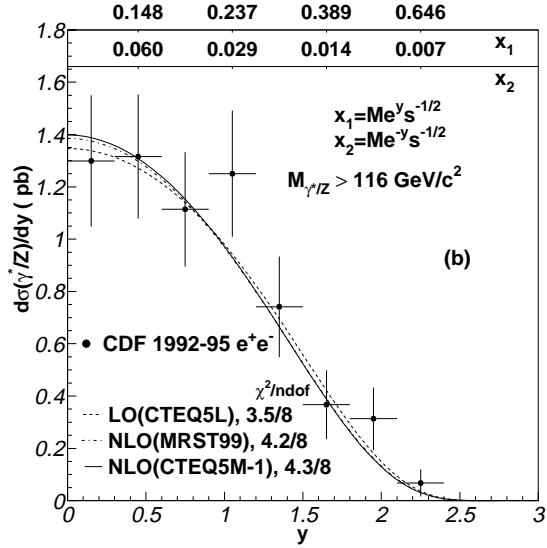 0.148 0.237 0.389 0.646
0.060 0.029 0.014 0.007 x₁
x₂
x₁=Meʸs⁻¹/²
x₂=Me⁻ʸs⁻¹/²
M_γ*/Z > 116 GeV/c²
(b)
CDF 1992-95 e⁺e⁻
χ²/ndof
LO(CTEQ5L), 3.5/8
NLO(MRST99), 4.2/8
NLO(CTEQ5M-1), 4.3/8
dσ(γ*/Z)/dy ( pb)
1.8
1.6
1.4
1.2
1
0.8
0.6
0.4
0.2
0
0 0.5 1 1.5 2 2.5 3
y